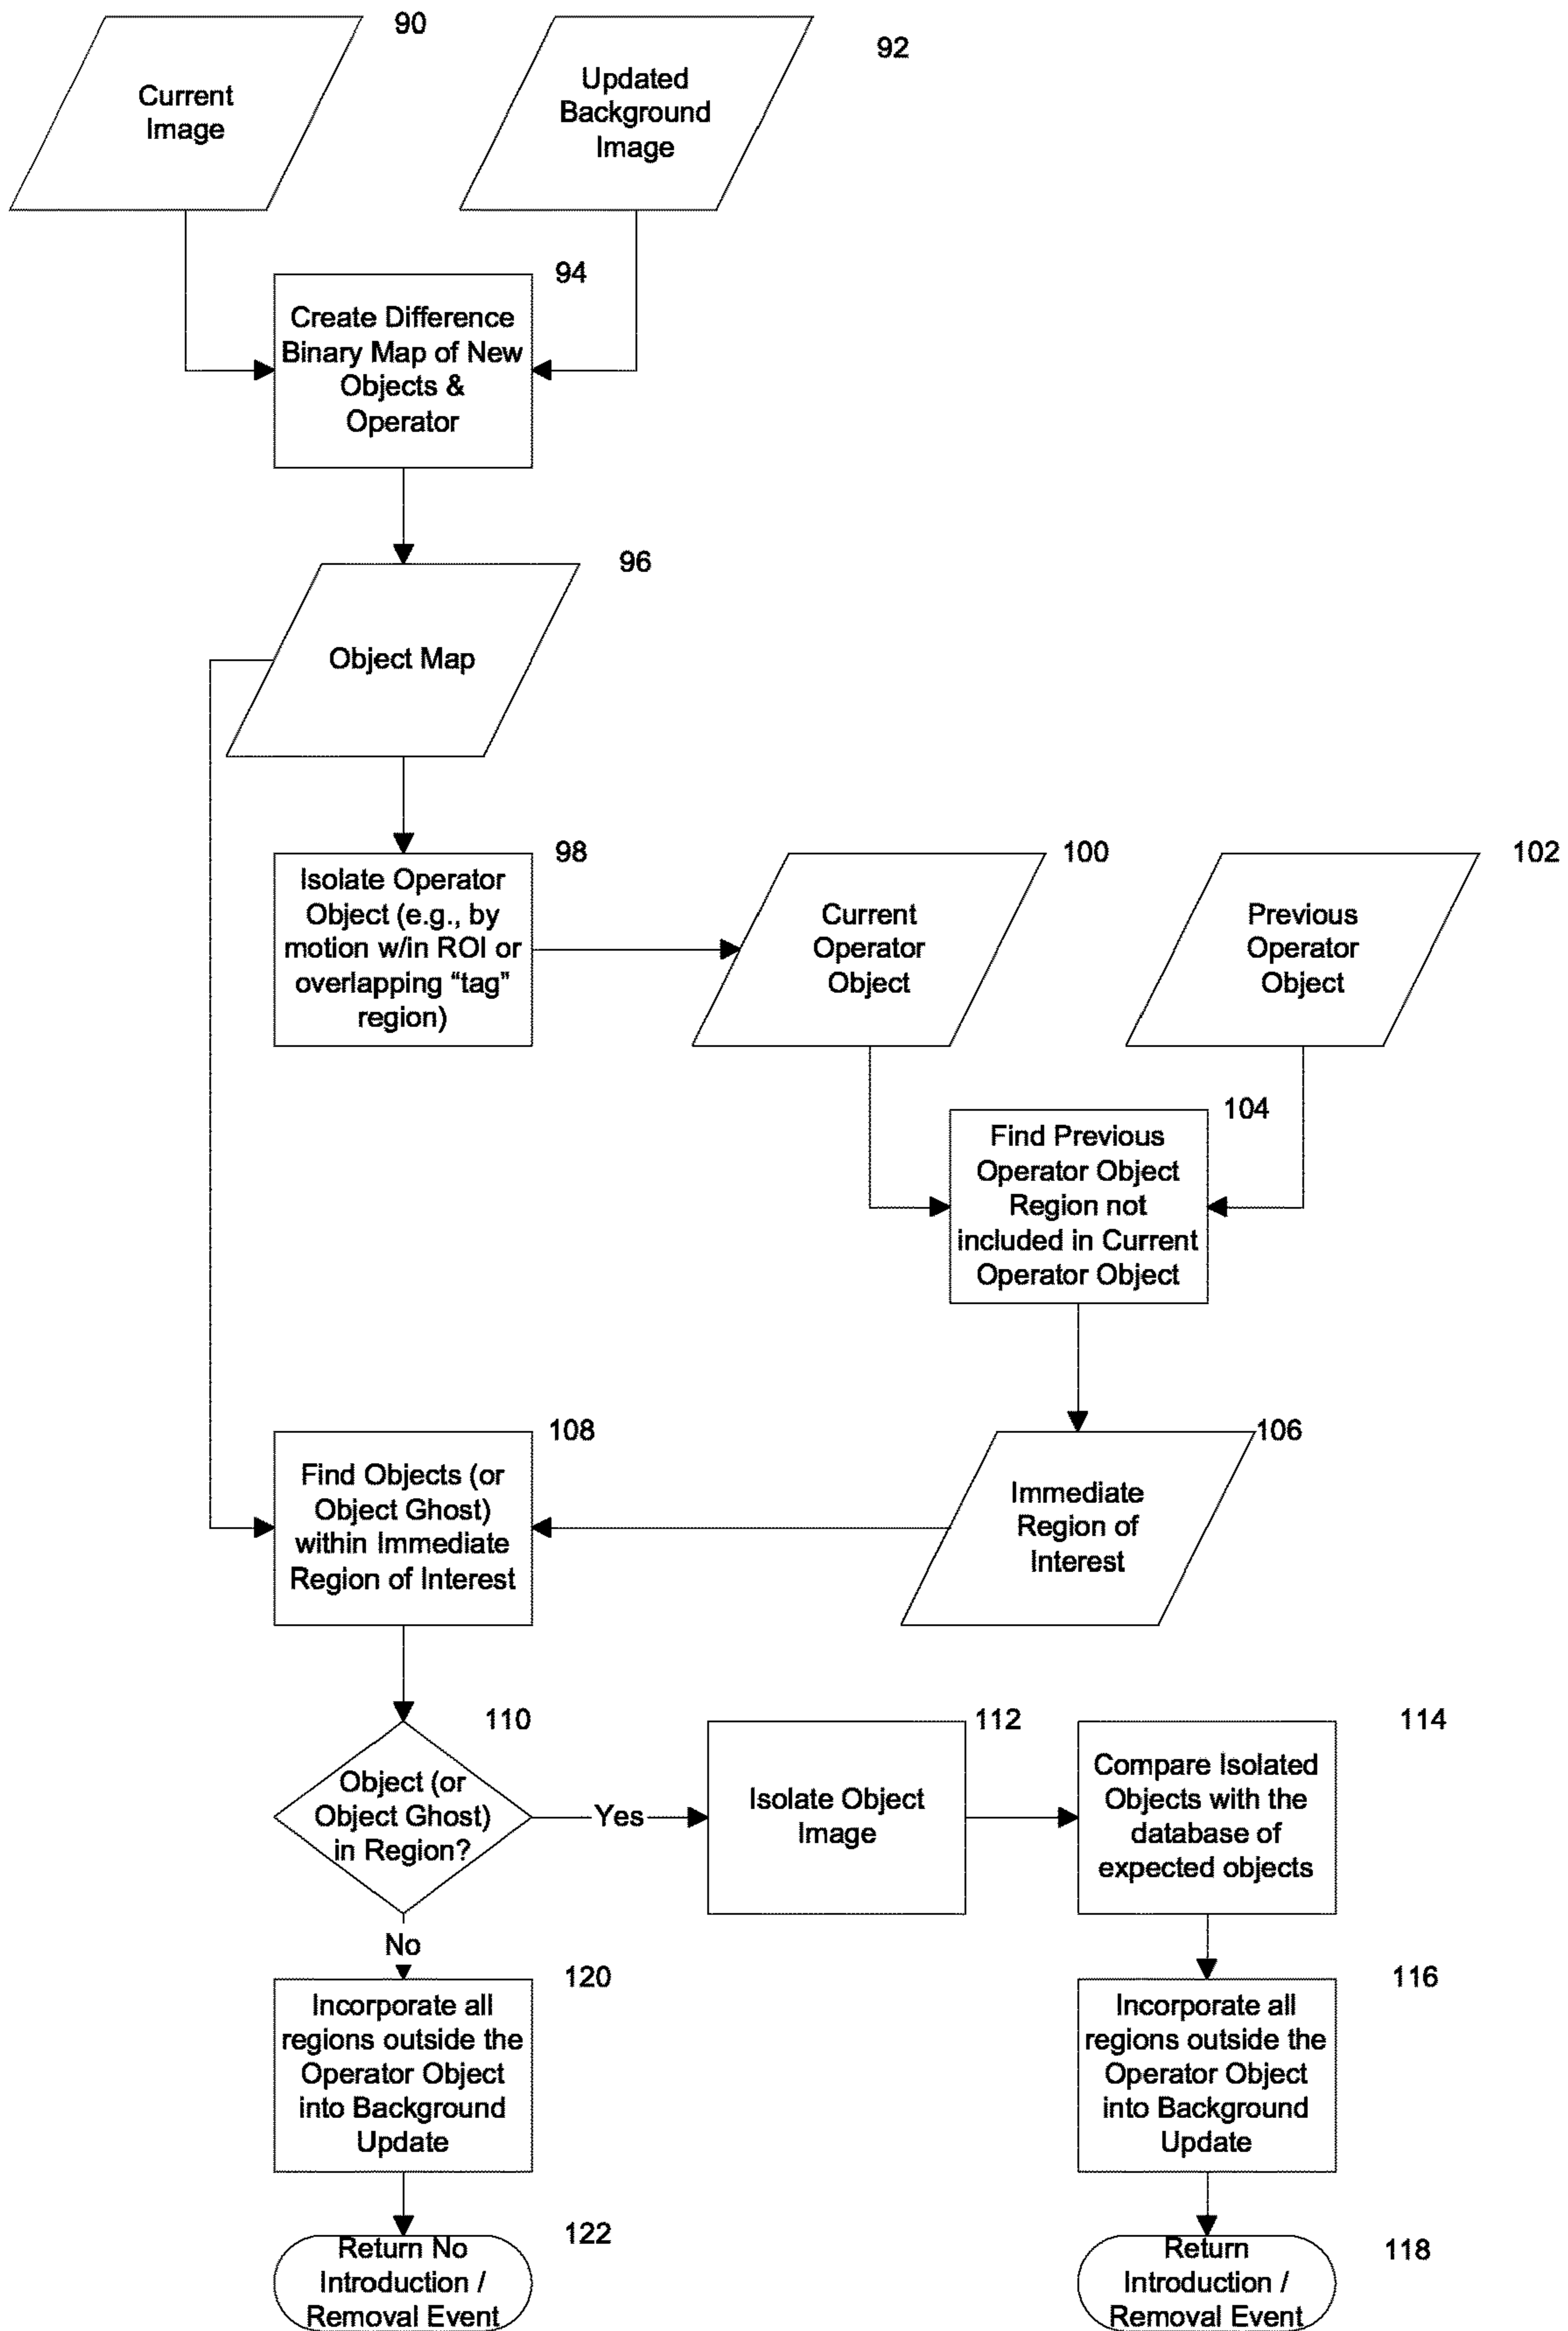 90
Current
Image
92
Updated
Background
Image
94
Create Difference
Binary Map of New
Objects &
Operator
96
Object Map
98
Isolate Operator
Object (e.g., by
motion w/in ROI or
overlapping “tag”
region)
100
Current
Operator
Object
102
Previous
Operator
Object
104
Find Previous
Operator Object
Region not
included in Current
Operator Object
106
Immediate
Region of
Interest
108
Find Objects (or
Object Ghost)
within Immediate
Region of Interest
110
Object (or
Object Ghost)
in Region?
Yes
112
Isolate Object
Image
114
Compare Isolated
Objects with the
database of
expected objects
No
120
Incorporate all
regions outside the
Operator Object
into Background
Update
116
Incorporate all
regions outside the
Operator Object
into Background
Update
122
Return No
Introduction /
Removal Event
118
Return
Introduction /
Removal Event